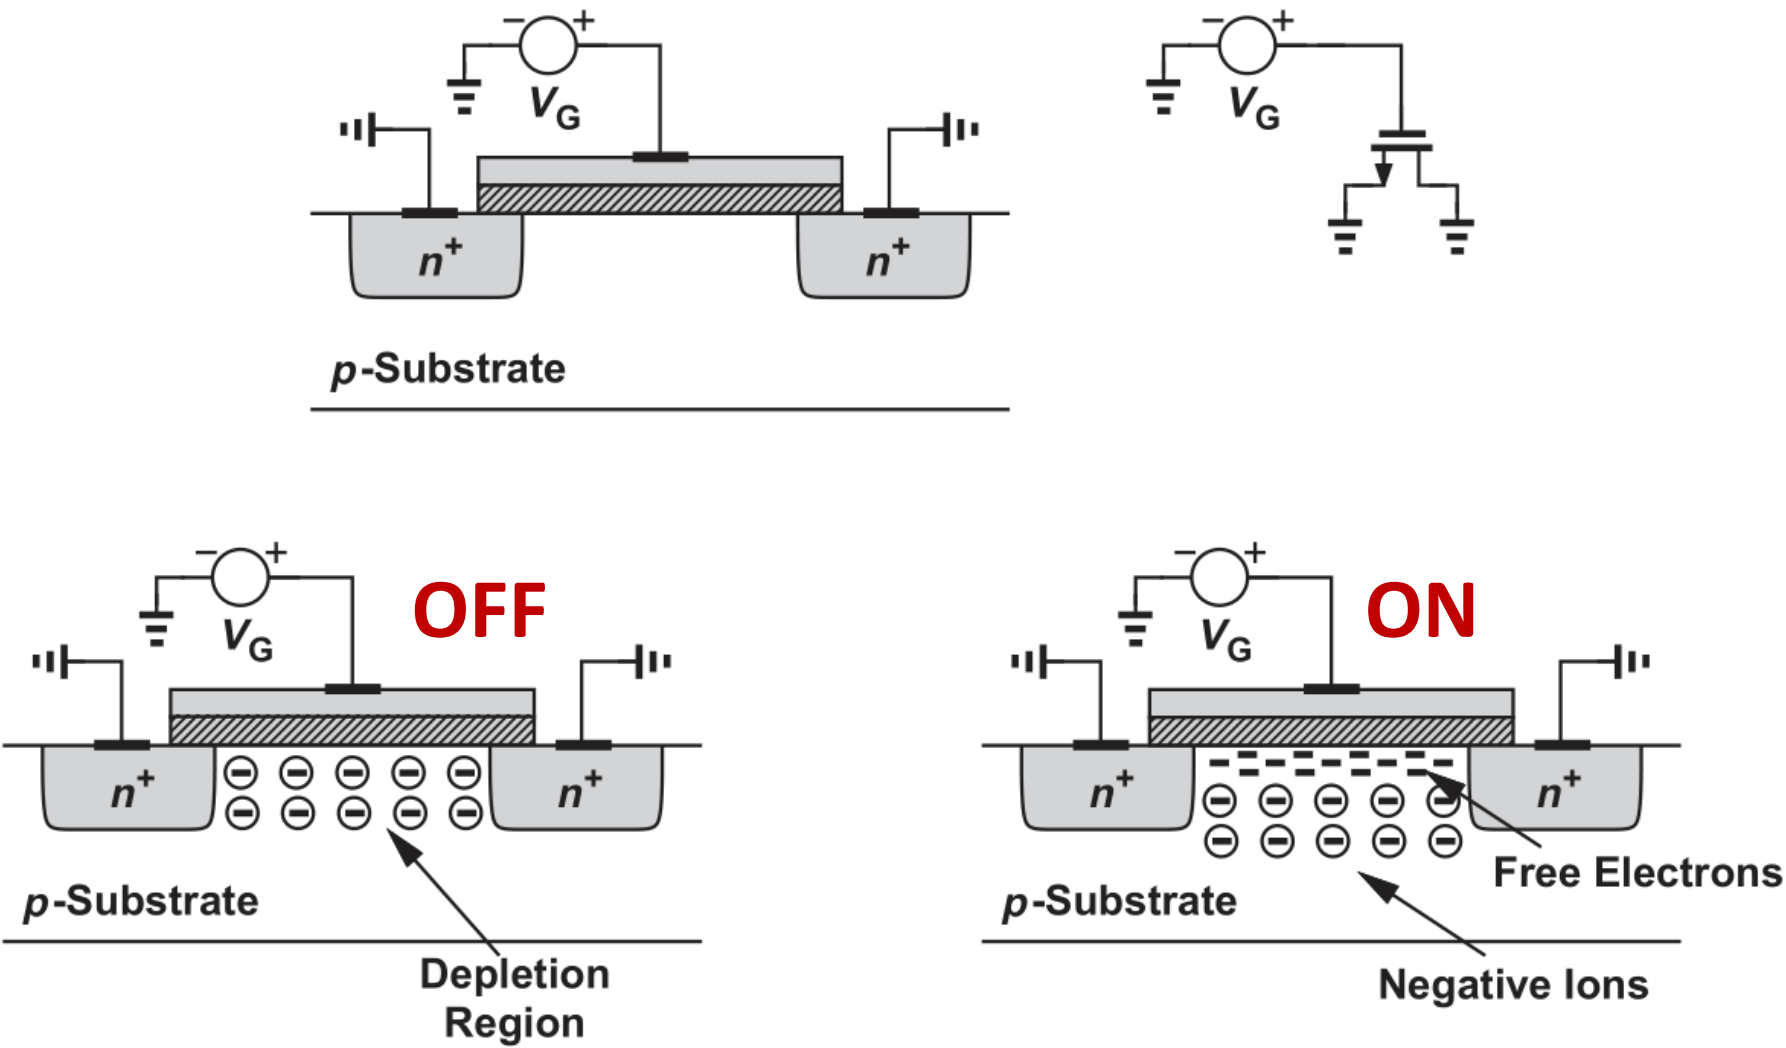 − + − +
V_G V_G
n⁺ n⁺
p-Substrate
− + OFF − + ON
V_G V_G
n⁺ n⁺ n⁺ n⁺
Free Electrons
p-Substrate p-Substrate
Depletion Negative Ions
Region